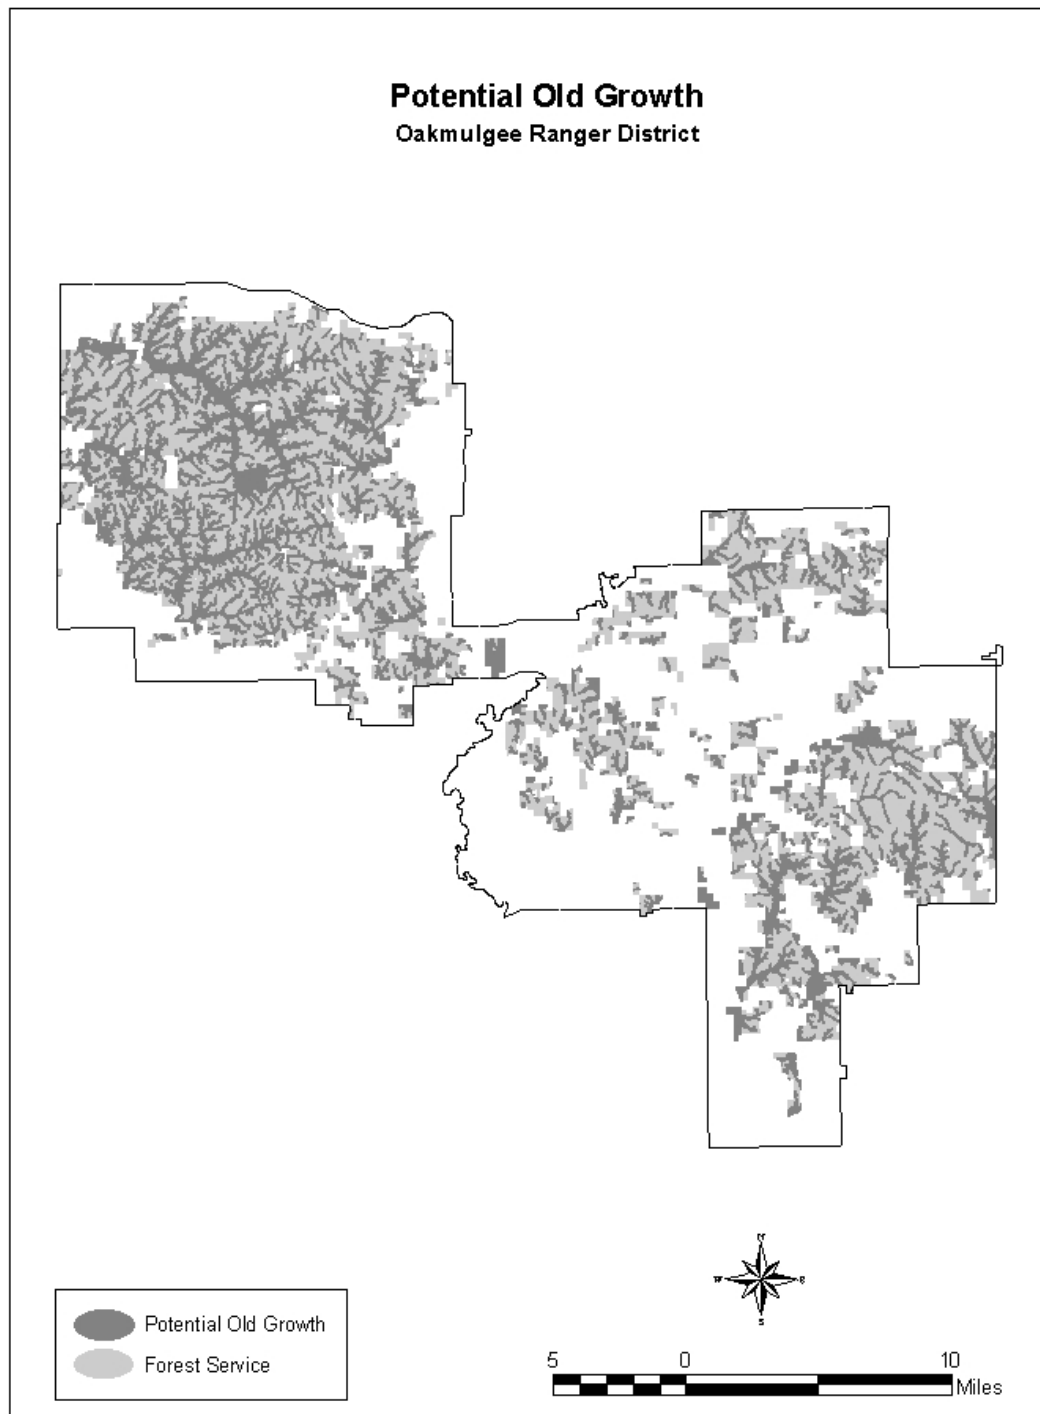 Potential Old Growth
Oakmulgee Ranger District
N
W E
S
Potential Old Growth
Forest Service
5 0 10
Miles